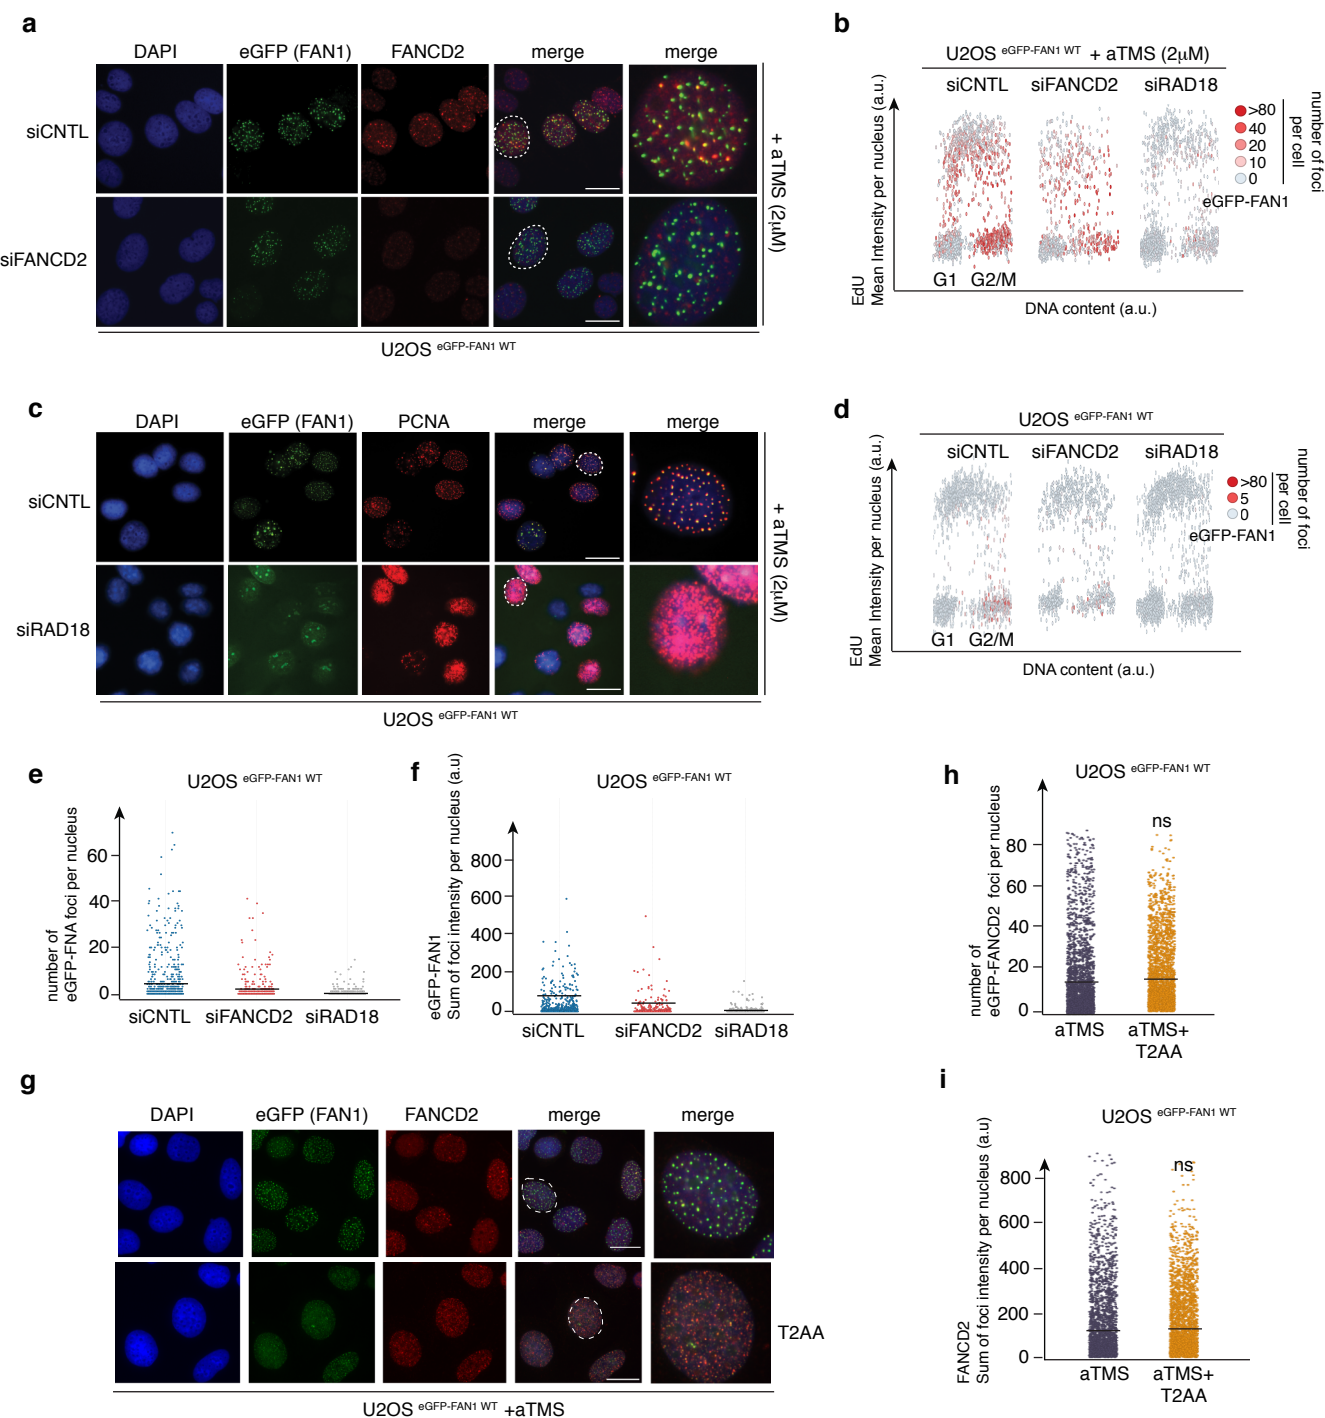 a
DAPI eGFP (FAN1) FANCD2 merge merge
siCNTL
siFANCD2
+ aTMS (2μM)
U2OS eGFP-FAN1 WT
b
U2OS eGFP-FAN1 WT + aTMS (2μM)
siCNTL siFANCD2 siRAD18
EdU
Mean Intensity per nucleus (a.u.)
G1 G2/M
DNA content (a.u.)
>80
40
20
10
0
eGFP-FAN1
number of foci
per cell
c
DAPI eGFP (FAN1) PCNA merge merge
siCNTL
siRAD18
+ aTMS (2μM)
U2OS eGFP-FAN1 WT
d
U2OS eGFP-FAN1 WT
siCNTL siFANCD2 siRAD18
EdU
Mean Intensity per nucleus (a.u.)
G1 G2/M
DNA content (a.u.)
>80
5
0
eGFP-FAN1
number of foci
per cell
e
U2OS eGFP-FAN1 WT
number of
eGFP-FNA foci per nucleus
60
40
20
0
siCNTL siFANCD2 siRAD18
f
U2OS eGFP-FAN1 WT
eGFP-FAN1
Sum of foci intensity per nucleus (a.u)
800
600
400
200
0
siCNTL siFANCD2 siRAD18
h
U2OS eGFP-FAN1 WT
number of
eGFP-FANCD2 foci per nucleus
80
60
40
20
0
ns
aTMS aTMS+
T2AA
g
DAPI eGFP (FAN1) FANCD2 merge merge
T2AA
U2OS eGFP-FAN1 WT +aTMS
i
U2OS eGFP-FAN1 WT
FANCD2
Sum of foci intensity per nucleus (a.u)
800
600
400
200
0
ns
aTMS aTMS+
T2AA